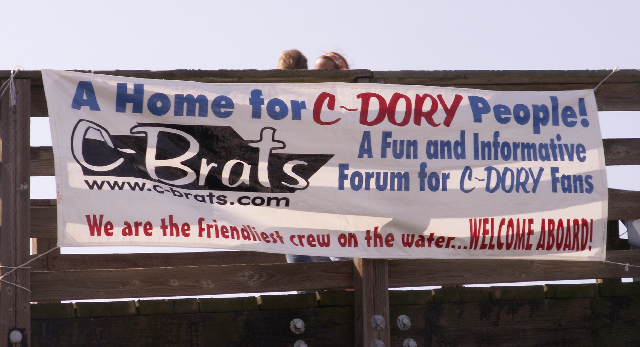 A Home for C~DORY People!
C-Brats
www.c-brats.com
A Fun and Informative
Forum for C-DORY Fans
We are the friendliest crew on the water...WELCOME ABOARD!